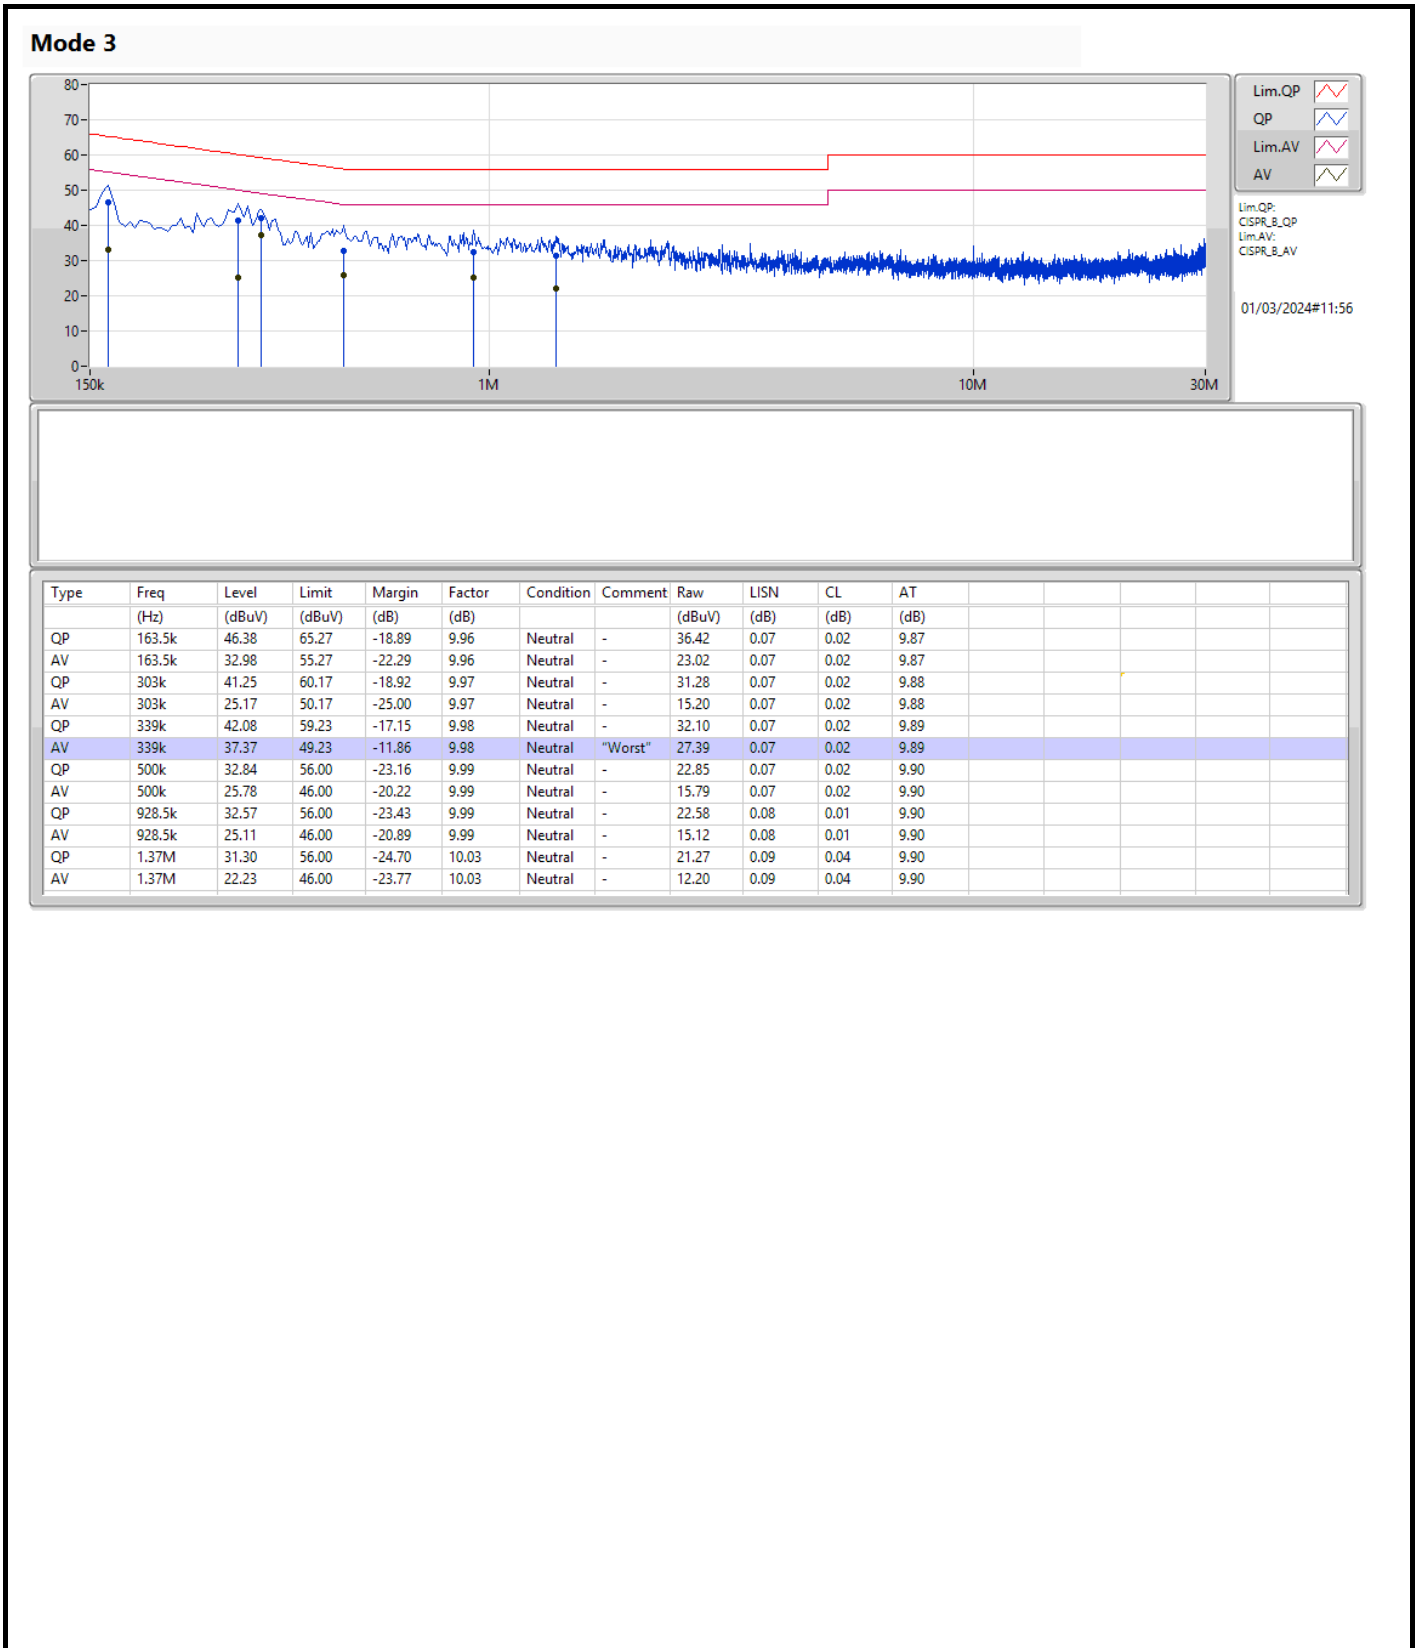 Mode 3
80
70
60
50
40
30
20
10
0
150k 1M 10M 30M
Lim.QP
QP
Lim.AV
AV
Lim.QP:
CISPR_B_QP
Lim.AV:
CISPR_B_AV
01/03/2024#11:56
Type Freq Level Limit Margin Factor Condition Comment Raw LISN CL AT
(Hz) (dBuV) (dBuV) (dB) (dB) (dBuV) (dB) (dB) (dB)
QP 163.5k 46.38 65.27 -18.89 9.96 Neutral - 36.42 0.07 0.02 9.87
AV 163.5k 32.98 55.27 -22.29 9.96 Neutral - 23.02 0.07 0.02 9.87
QP 303k 41.25 60.17 -18.92 9.97 Neutral - 31.28 0.07 0.02 9.88
AV 303k 25.17 50.17 -25.00 9.97 Neutral - 15.20 0.07 0.02 9.88
QP 339k 42.08 59.23 -17.15 9.98 Neutral - 32.10 0.07 0.02 9.89
AV 339k 37.37 49.23 -11.86 9.98 Neutral "Worst" 27.39 0.07 0.02 9.89
QP 500k 32.84 56.00 -23.16 9.99 Neutral - 22.85 0.07 0.02 9.90
AV 500k 25.78 46.00 -20.22 9.99 Neutral - 15.79 0.07 0.02 9.90
QP 928.5k 32.57 56.00 -23.43 9.99 Neutral - 22.58 0.08 0.01 9.90
AV 928.5k 25.11 46.00 -20.89 9.99 Neutral - 15.12 0.08 0.01 9.90
QP 1.37M 31.30 56.00 -24.70 10.03 Neutral - 21.27 0.09 0.04 9.90
AV 1.37M 22.23 46.00 -23.77 10.03 Neutral - 12.20 0.09 0.04 9.90